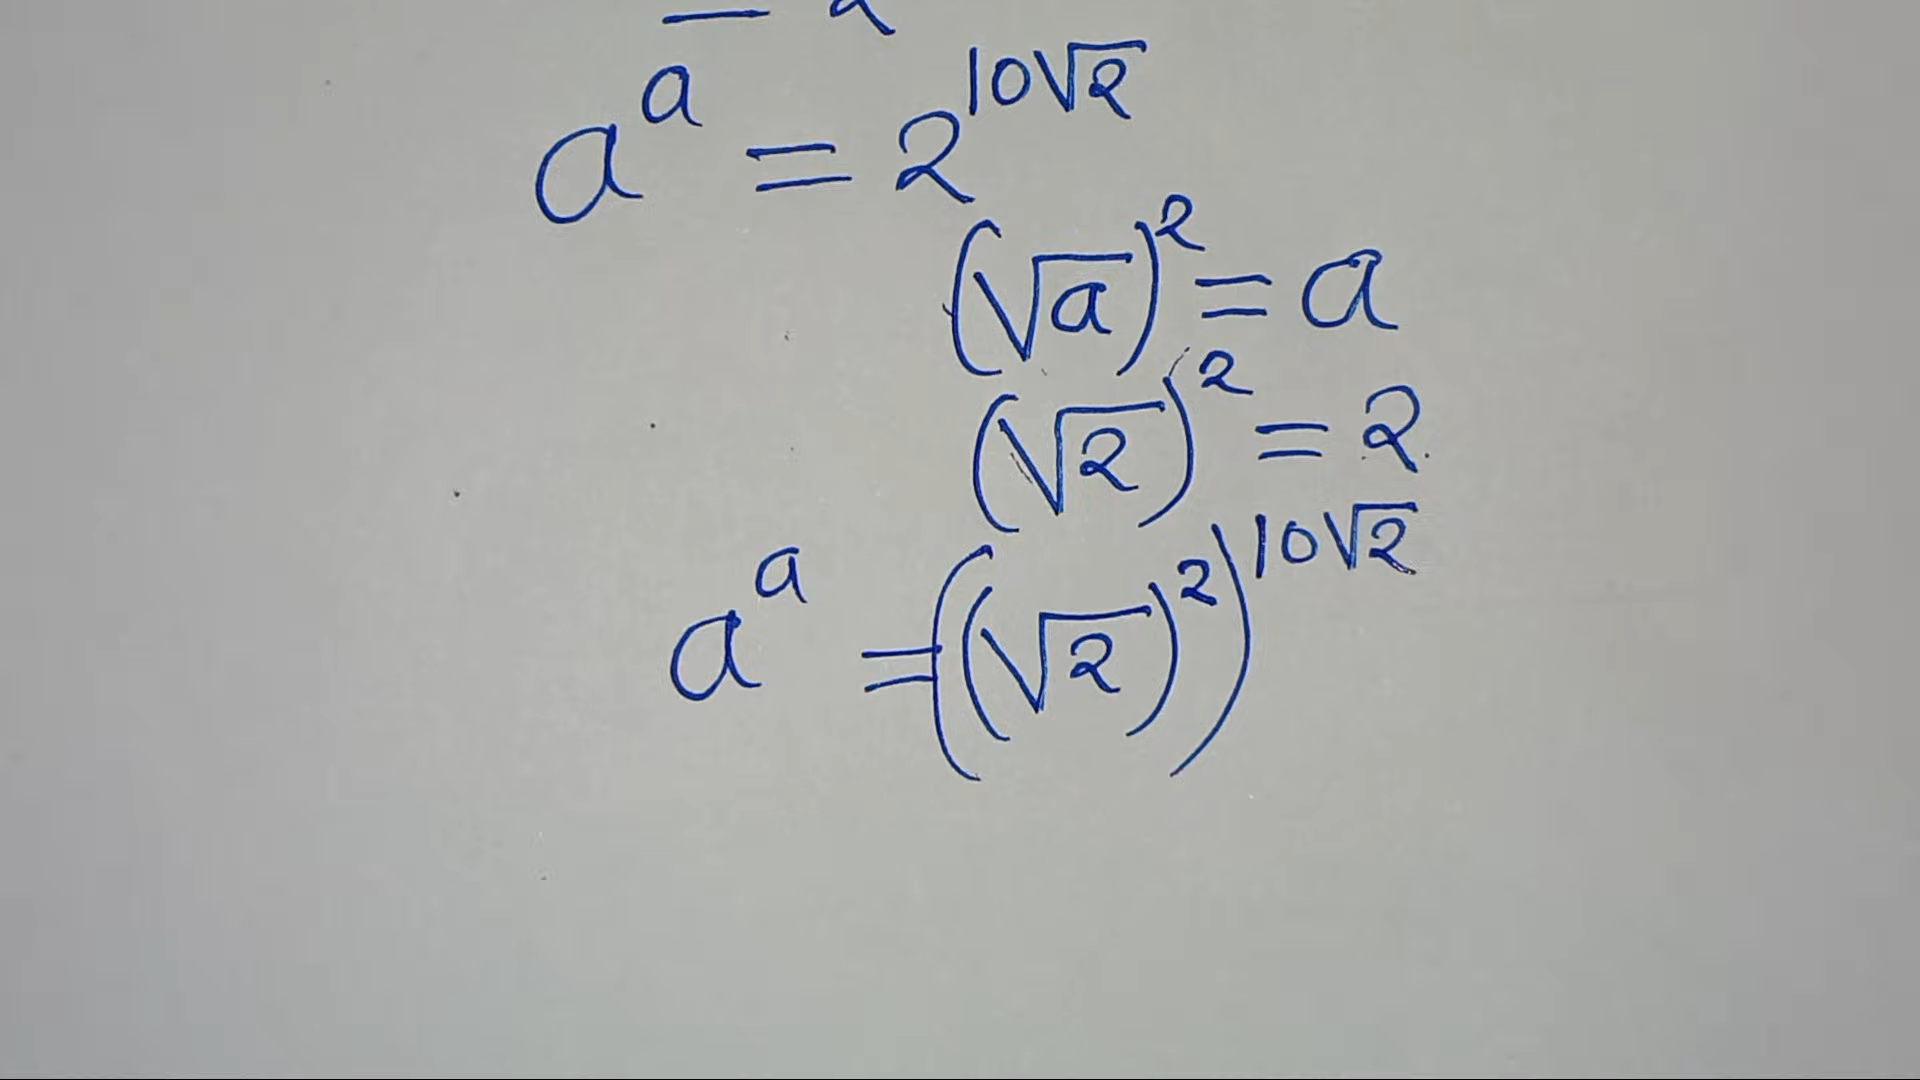 a^a = 2^{10√2}
(√a)^2 = a
(√2)^2 = 2
a^a = ((√2)^2)^{10√2}